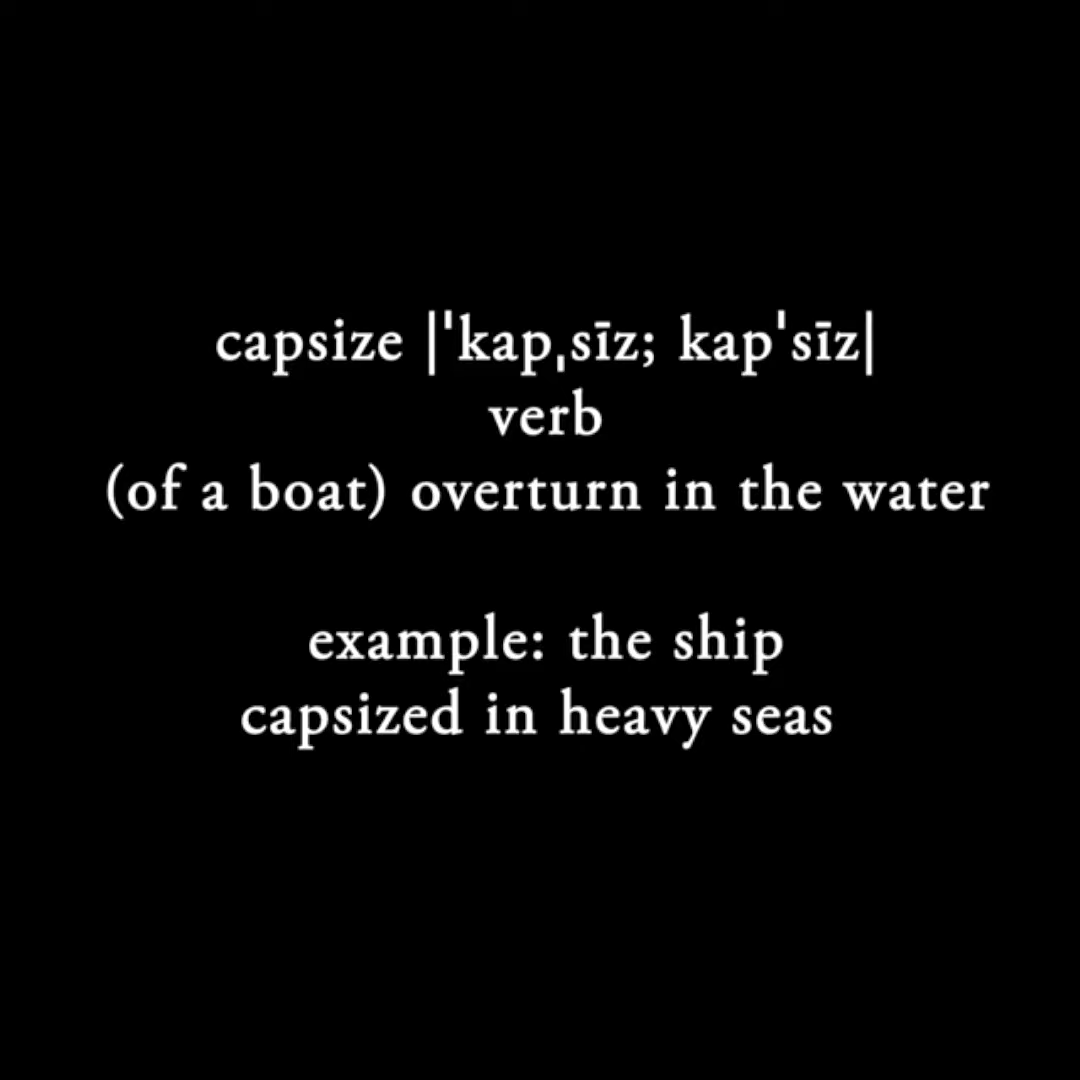 capsize |ˈkapˌsīz; kapˈsīz|
verb
(of a boat) overturn in the water
example: the ship
capsized in heavy seas